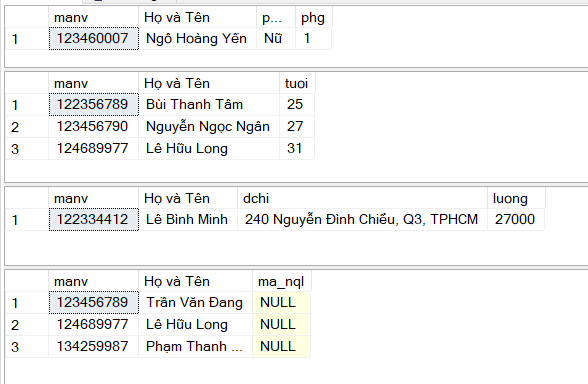 manv Họ và Tên p... phg
1 123460007 Ngô Hoàng Yến Nữ 1
manv Họ và Tên tuoi
1 122356789 Bùi Thanh Tâm 25
2 123456790 Nguyễn Ngọc Ngân 27
3 124689977 Lê Hữu Long 31
manv Họ và Tên dchi luong
1 122334412 Lê Bình Minh 240 Nguyễn Đình Chiểu, Q3, TPHCM 27000
manv Họ và Tên ma_nql
1 123456789 Trần Văn Đang NULL
2 124689977 Lê Hữu Long NULL
3 134259987 Phạm Thanh ... NULL